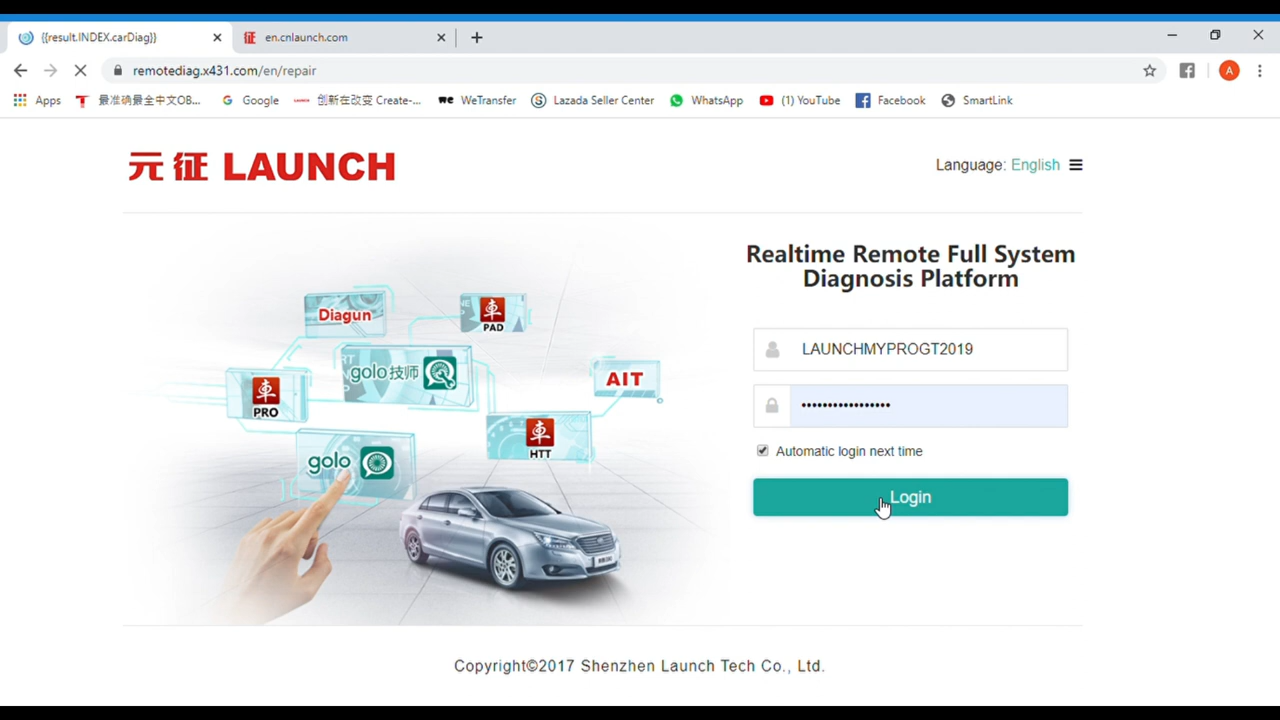 {{result.INDEX.carDiag}}
en.cnlaunch.com
remotediag.x431.com/en/repair
A
Apps
最准确最全中文OB...
Google
创新在改变 Create-...
WeTransfer
Lazada Seller Center
WhatsApp
(1) YouTube
Facebook
SmartLink
元征 LAUNCH
Language: English
Realtime Remote Full System
Diagnosis Platform
Diagun
車
PAD
golo技师
AIT
車
PRO
車
HTT
golo
LAUNCHMYPROGT2019
Automatic login next time
Login
Copyright©2017 Shenzhen Launch Tech Co., Ltd.